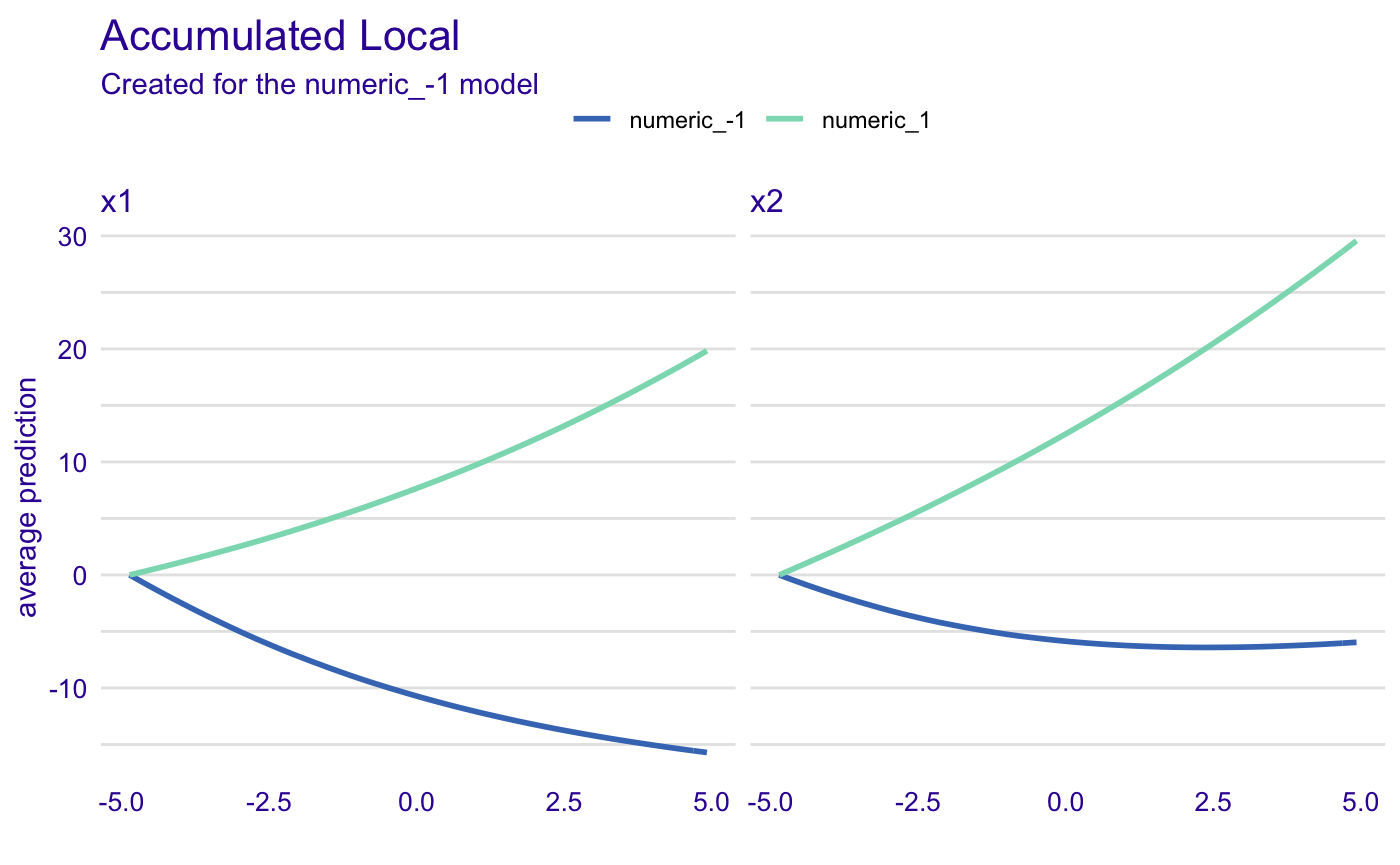 Accumulated Local
Created for the numeric_-1 model
numeric_-1 numeric_1
x1 x2
30
20
10
0
-10
average prediction
-5.0 -2.5 0.0 2.5 5.0 -5.0 -2.5 0.0 2.5 5.0